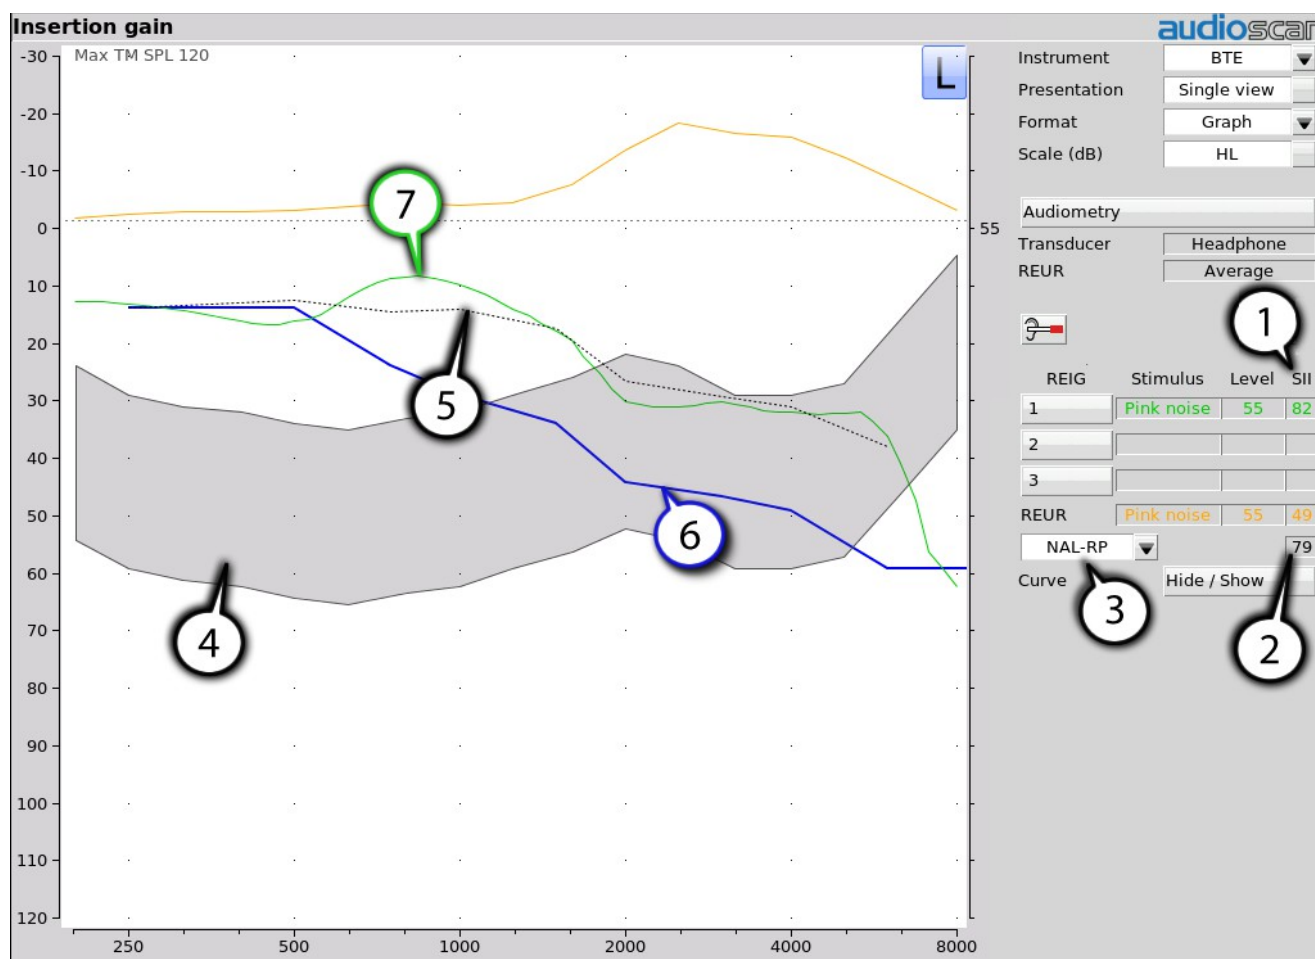 Insertion gain
audioscan
Max TM SPL 120
L
-30
-20
-10
0
10
20
30
40
50
60
70
80
90
100
110
120
55
250
500
1000
2000
4000
8000
7
5
6
4
Instrument BTE
Presentation Single view
Format Graph
Scale (dB) HL
Audiometry
Transducer Headphone
REUR Average
1
REIG Stimulus Level SII
1 Pink noise 55 82
2
3
REUR Pink noise 55 49
NAL-RP 79
Curve Hide / Show
3
2